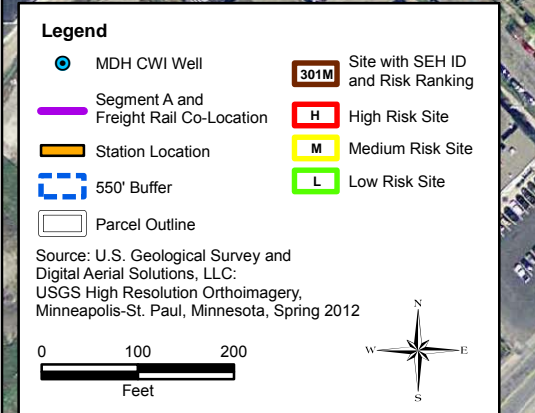 Legend
MDH CWI Well
Segment A and
Freight Rail Co-Location
Station Location
550' Buffer
Parcel Outline
301M
Site with SEH ID
and Risk Ranking
H
High Risk Site
M
Medium Risk Site
L
Low Risk Site
Source: U.S. Geological Survey and
Digital Aerial Solutions, LLC:
USGS High Resolution Orthoimagery,
Minneapolis-St. Paul, Minnesota, Spring 2012
0 100 200
Feet
N
W E
S